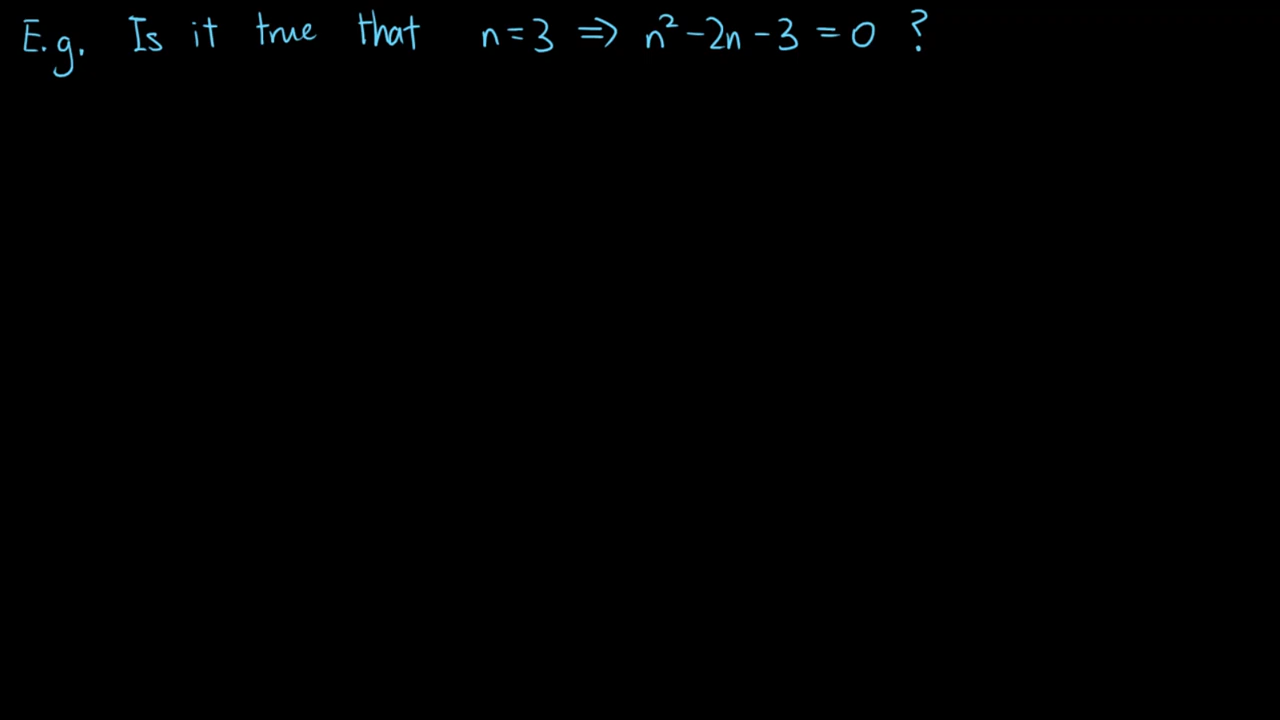 E.g. Is it true that n=3 ⇒ n²-2n-3=0 ?